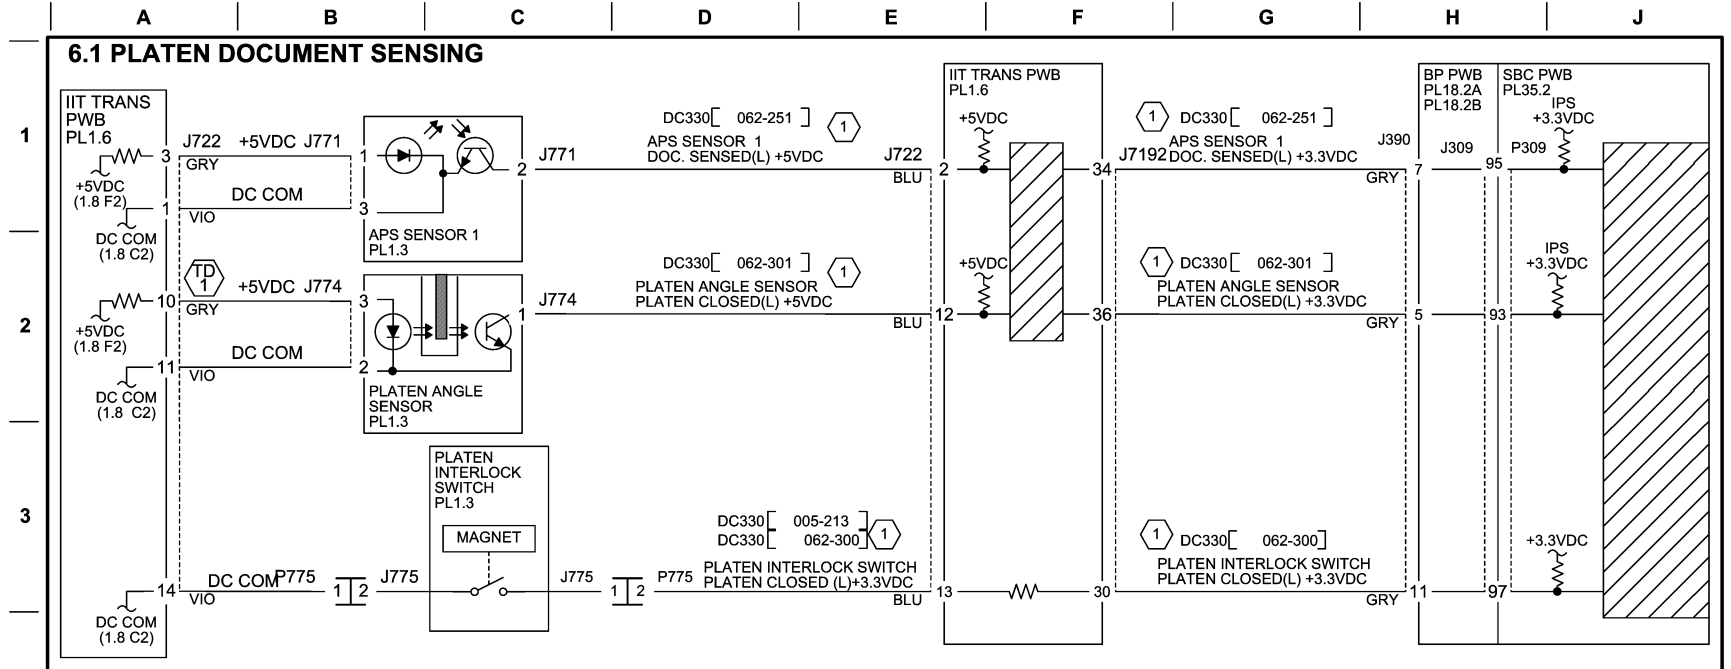 A B C D E F G H J
6.1 PLATEN DOCUMENT SENSING
1
2
3
IIT TRANS
PWB
PL1.6
J722 +5VDC J771
3
GRY
1
+5VDC
(1.8 F2)
DC COM
1
VIO
3
DC COM
(1.8 C2)
2
APS SENSOR 1
PL1.3
J771
DC330[ 062-251 ]
1
APS SENSOR 1
DOC. SENSED(L) +5VDC
J722
BLU
IIT TRANS PWB
PL1.6
+5VDC
2
34
J7192
1
DC330[ 062-251 ]
APS SENSOR 1
DOC. SENSED(L) +3.3VDC
J390
GRY
7
BP PWB
PL18.2A
PL18.2B
J309
95
SBC PWB
PL35.2
IPS
+3.3VDC
P309
TD
1
+5VDC J774
10
GRY
3
+5VDC
(1.8 F2)
DC COM
11
VIO
2
DC COM
(1.8 C2)
1
PLATEN ANGLE
SENSOR
PL1.3
J774
DC330[ 062-301 ]
1
PLATEN ANGLE SENSOR
PLATEN CLOSED(L) +5VDC
BLU
+5VDC
12
36
1
DC330[ 062-301 ]
PLATEN ANGLE SENSOR
PLATEN CLOSED(L) +3.3VDC
GRY
5
93
IPS
+3.3VDC
PLATEN
INTERLOCK
SWITCH
PL1.3
MAGNET
14
DC COM
VIO
P775
1 2
J775
DC COM
(1.8 C2)
J775
1 2
P775
DC330[ 005-213 ]
DC330[ 062-300]
1
PLATEN INTERLOCK SWITCH
PLATEN CLOSED (L)+3.3VDC
BLU
13
30
1
DC330[ 062-300]
PLATEN INTERLOCK SWITCH
PLATEN CLOSED(L) +3.3VDC
GRY
11
97
+3.3VDC